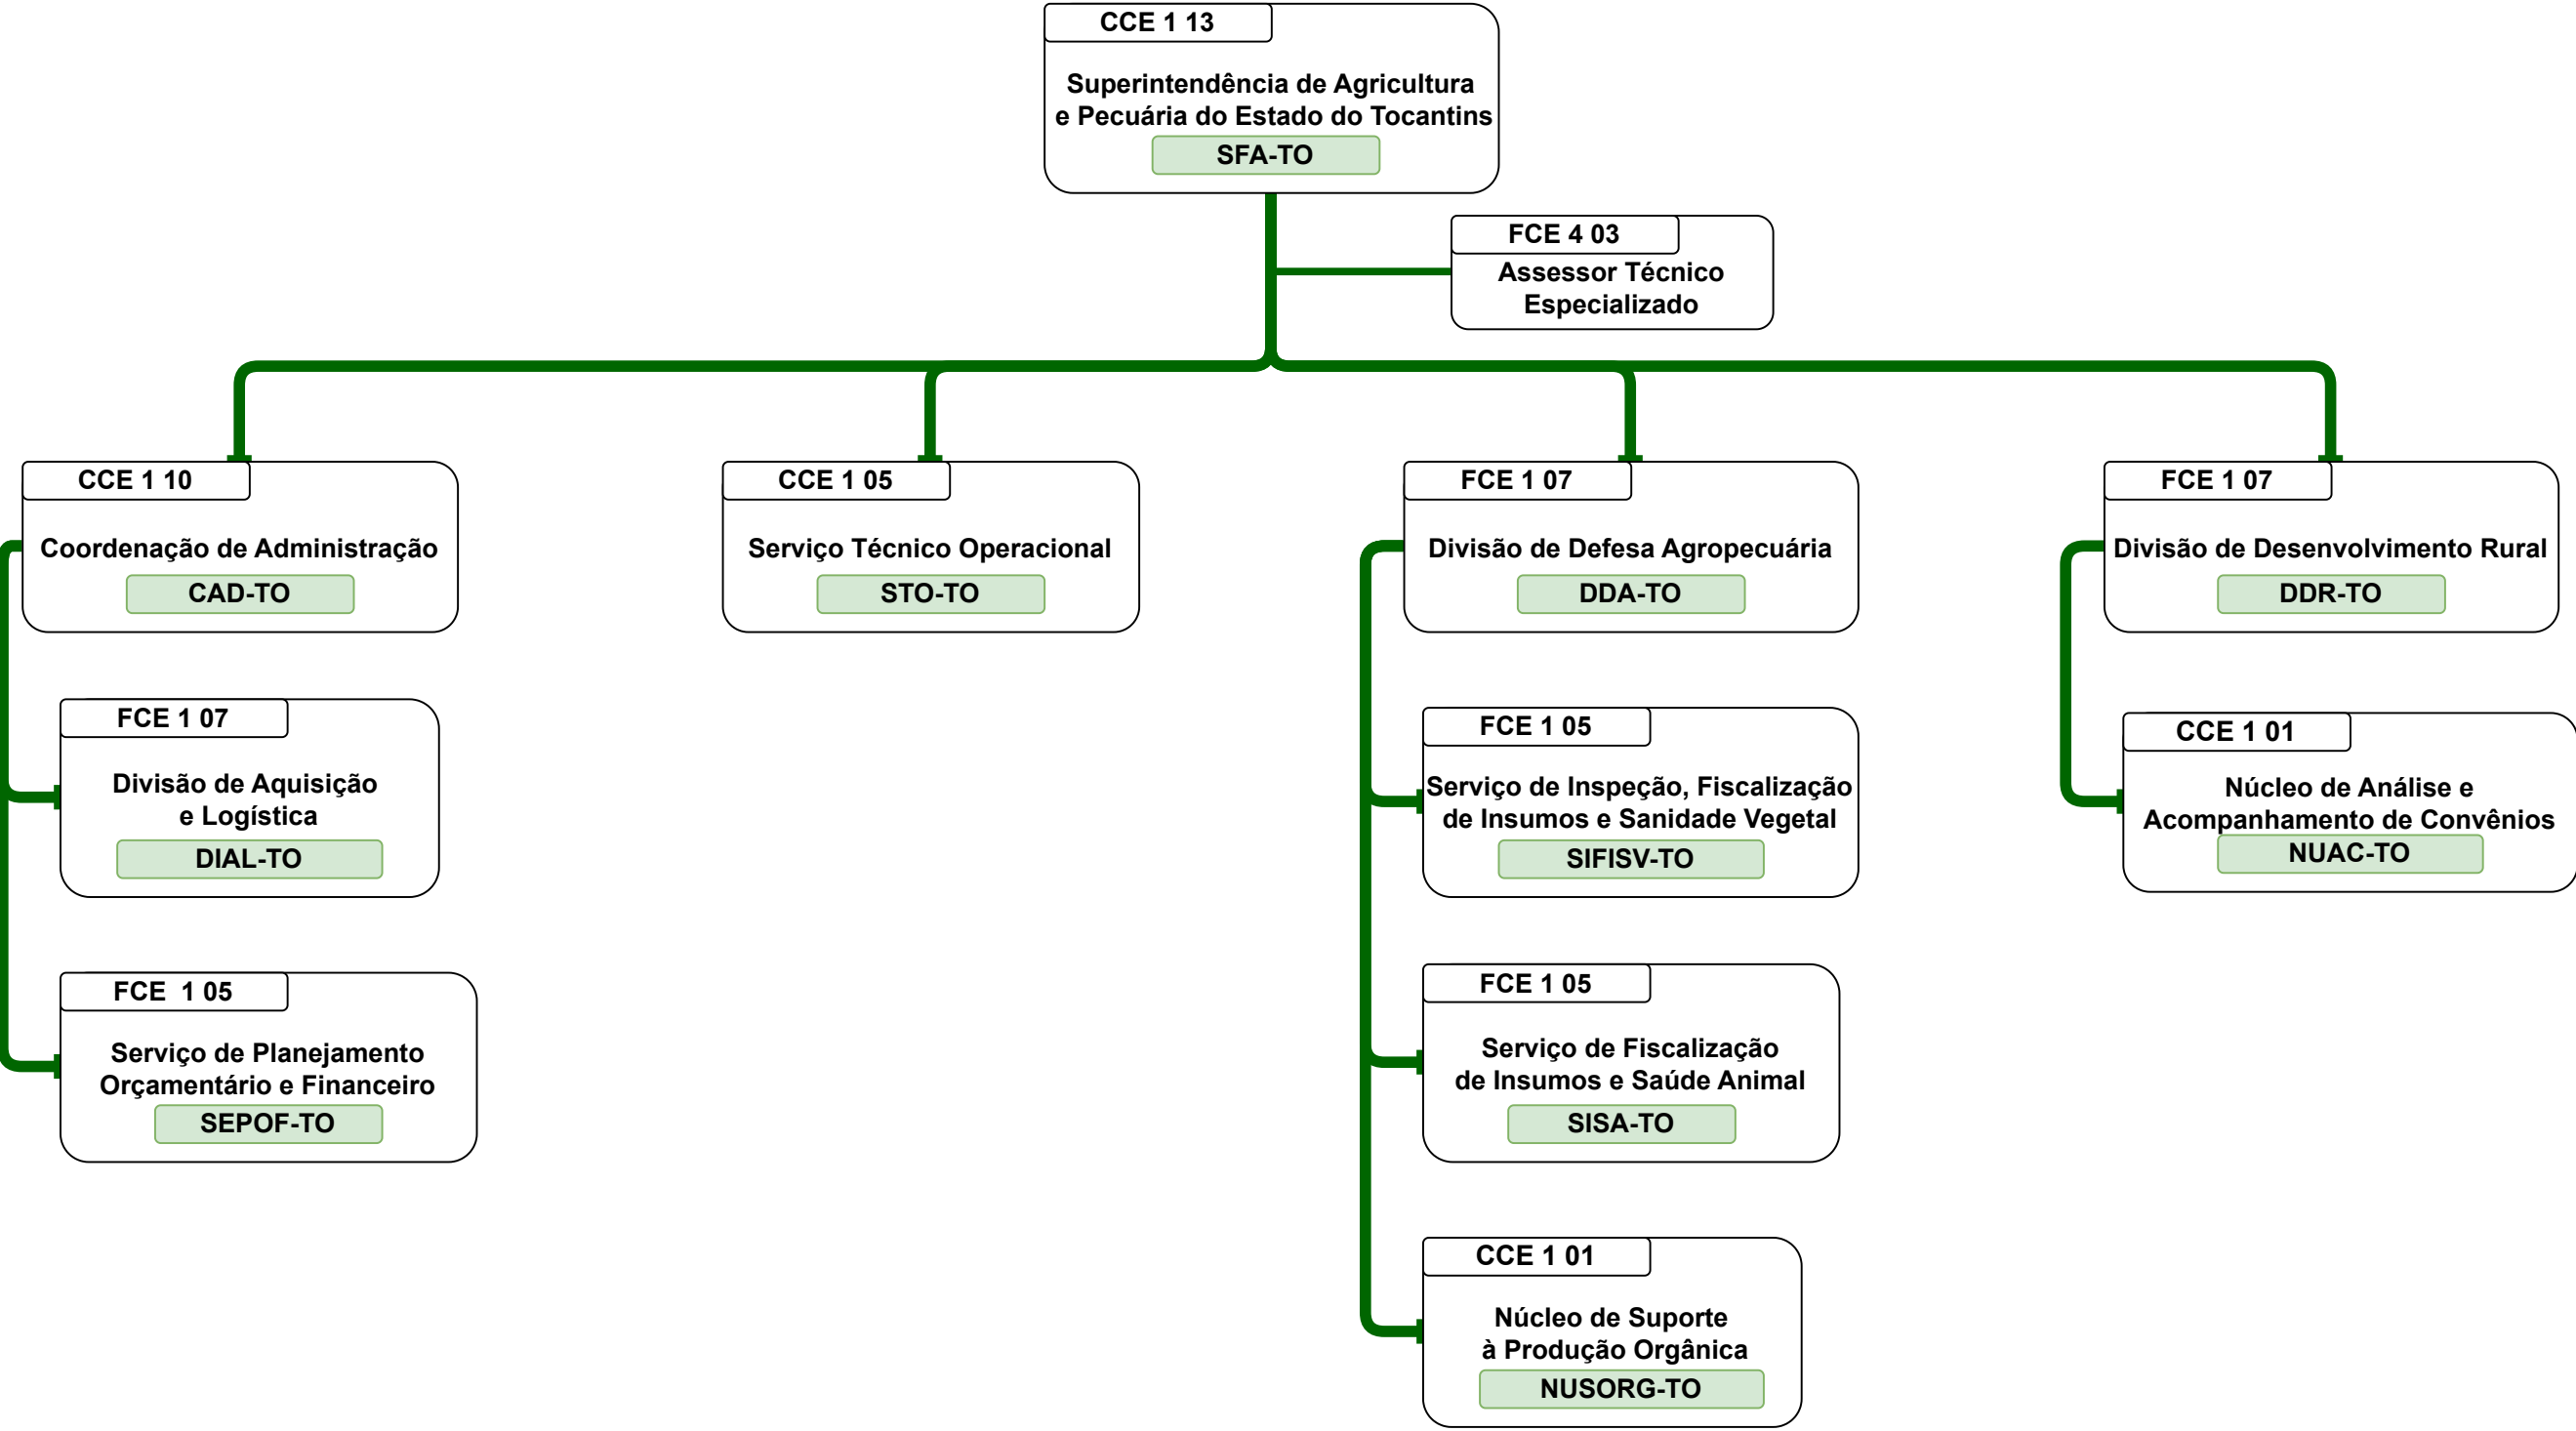 CCE 1 13
Superintendência de Agricultura
e Pecuária do Estado do Tocantins
SFA-TO
FCE 4 03
Assessor Técnico
Especializado
CCE 1 10
Coordenação de Administração
CAD-TO
CCE 1 05
Serviço Técnico Operacional
STO-TO
FCE 1 07
Divisão de Defesa Agropecuária
DDA-TO
FCE 1 07
Divisão de Desenvolvimento Rural
DDR-TO
FCE 1 07
Divisão de Aquisição
e Logística
DIAL-TO
FCE 1 05
Serviço de Inspeção, Fiscalização
de Insumos e Sanidade Vegetal
SIFISV-TO
CCE 1 01
Núcleo de Análise e
Acompanhamento de Convênios
NUAC-TO
FCE  1 05
Serviço de Planejamento
Orçamentário e Financeiro
SEPOF-TO
FCE 1 05
Serviço de Fiscalização
de Insumos e Saúde Animal
SISA-TO
CCE 1 01
Núcleo de Suporte
à Produção Orgânica
NUSORG-TO